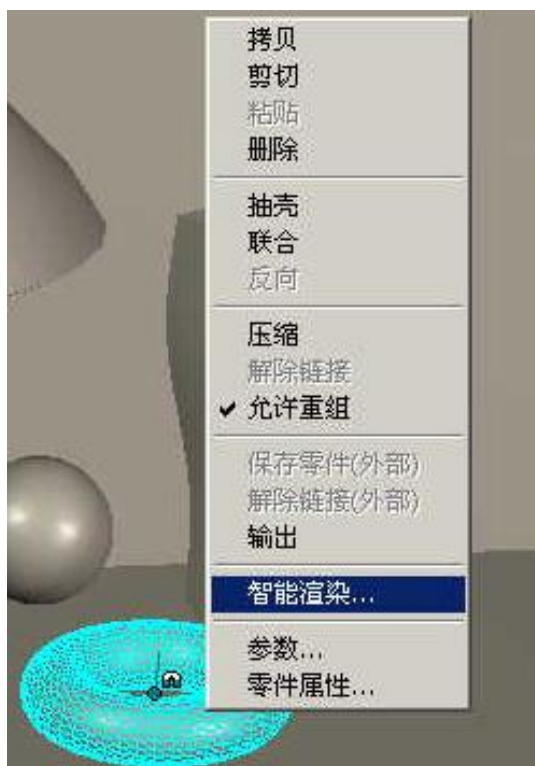 拷贝
剪切
粘贴
删除
抽壳
联合
反向
压缩
解除链接
允许重组
保存零件(外部)
解除链接(外部)
输出
智能渲染...
参数...
零件属性...